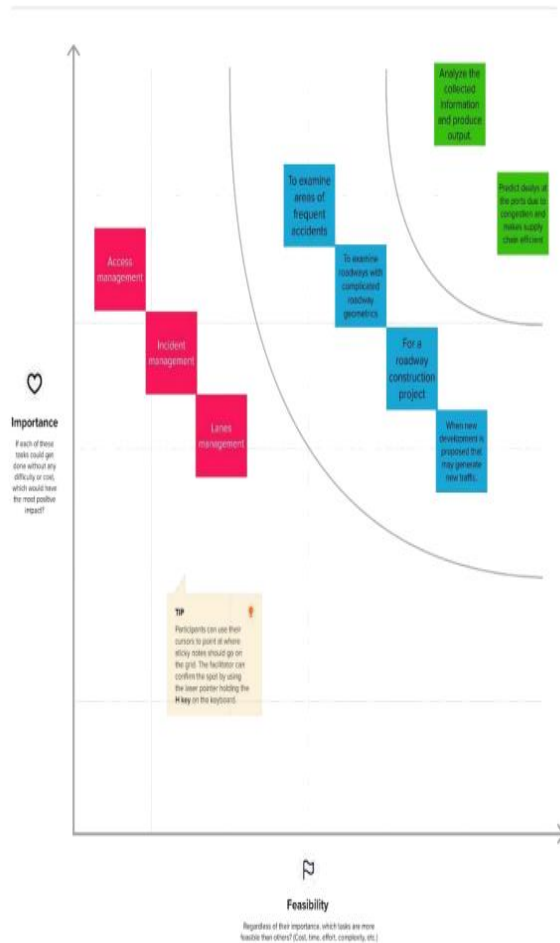 Analyze the
collected
information
and produce
output.
Predict dealys at
the ports due to
congestion and
makes supply
chain efficient
To examine
areas of
frequent
accidents
To examine
roadways with
complicated
roadway
geometrics
For a
roadway
construction
project
When new
development is
proposed that
may generate
new traffic.
Access
management
Incident
management
Lanes
management
Importance
If each of these
tasks could get
done without any
difficulty or cost,
which would have
the most positive
impact?
TIP
Participants can use their
cursors to point at where
sticky notes should go on
the grid. The facilitator can
confirm the spot by using
the laser pointer holding the
H key on the keyboard.
Feasibility
Regardless of their importance, which tasks are more
feasible than others? (Cost, time, effort, complexity, etc.)